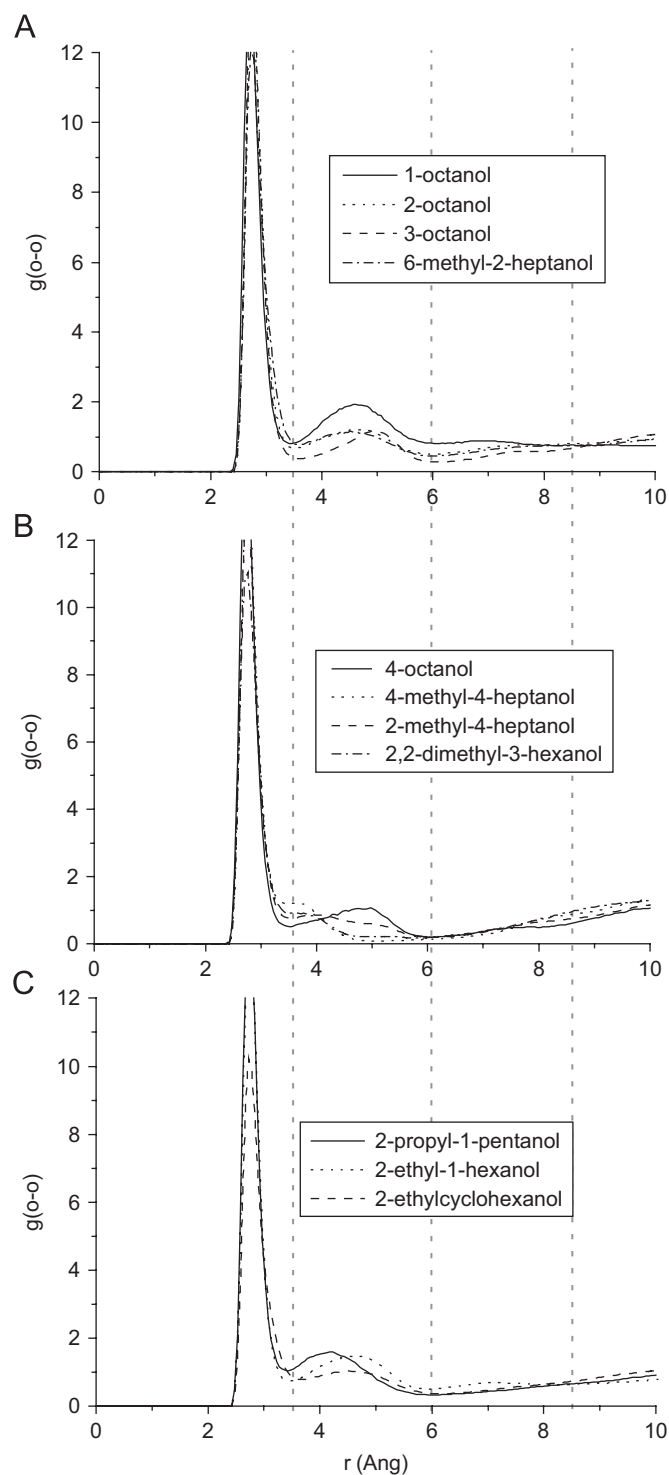 A
12
10
8
6
4
2
0
g(o-o)
1-octanol
2-octanol
3-octanol
6-methyl-2-heptanol
0 2 4 6 8 10
B
12
10
8
6
4
2
0
g(o-o)
4-octanol
4-methyl-4-heptanol
2-methyl-4-heptanol
2,2-dimethyl-3-hexanol
0 2 4 6 8 10
C
12
10
8
6
4
2
0
g(o-o)
2-propyl-1-pentanol
2-ethyl-1-hexanol
2-ethylcyclohexanol
0 2 4 6 8 10
r (Ang)